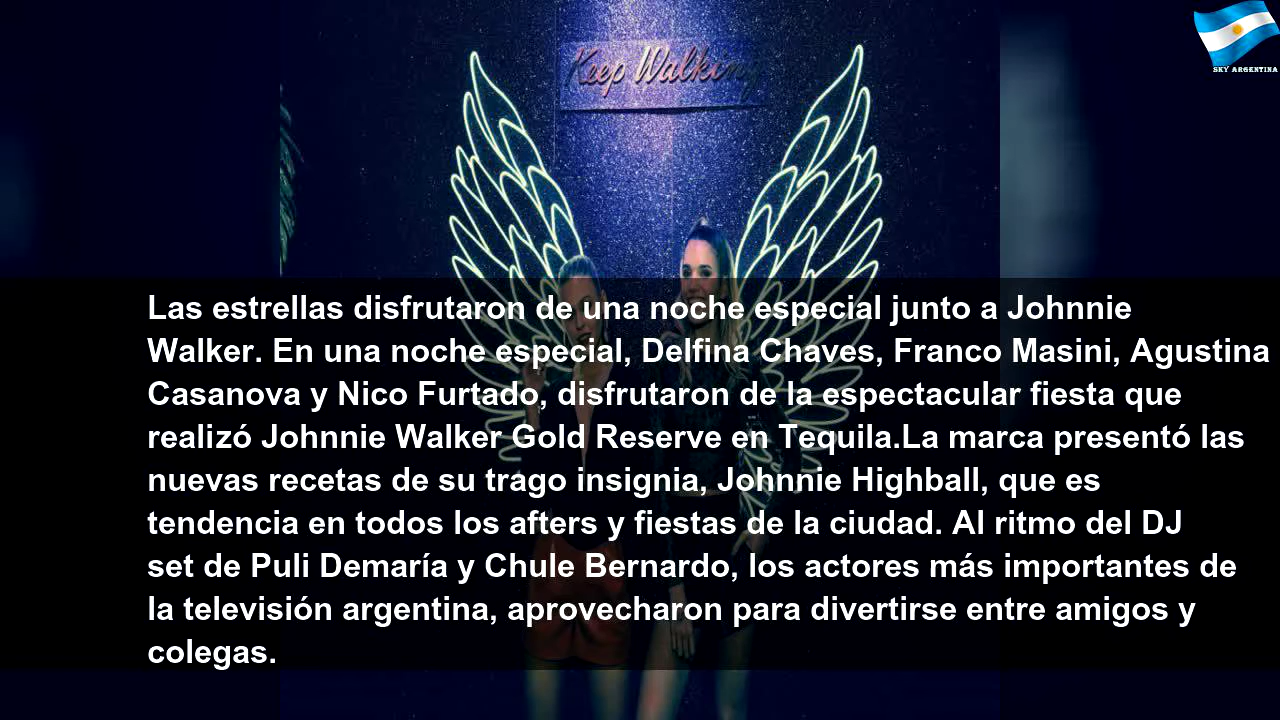 Keep Walking
SKY ARGENTINA
Las estrellas disfrutaron de una noche especial junto a Johnnie
Walker. En una noche especial, Delfina Chaves, Franco Masini, Agustina
Casanova y Nico Furtado, disfrutaron de la espectacular fiesta que
realizó Johnnie Walker Gold Reserve en Tequila.La marca presentó las
nuevas recetas de su trago insignia, Johnnie Highball, que es
tendencia en todos los afters y fiestas de la ciudad. Al ritmo del DJ
set de Puli Demaría y Chule Bernardo, los actores más importantes de
la televisión argentina, aprovecharon para divertirse entre amigos y
colegas.